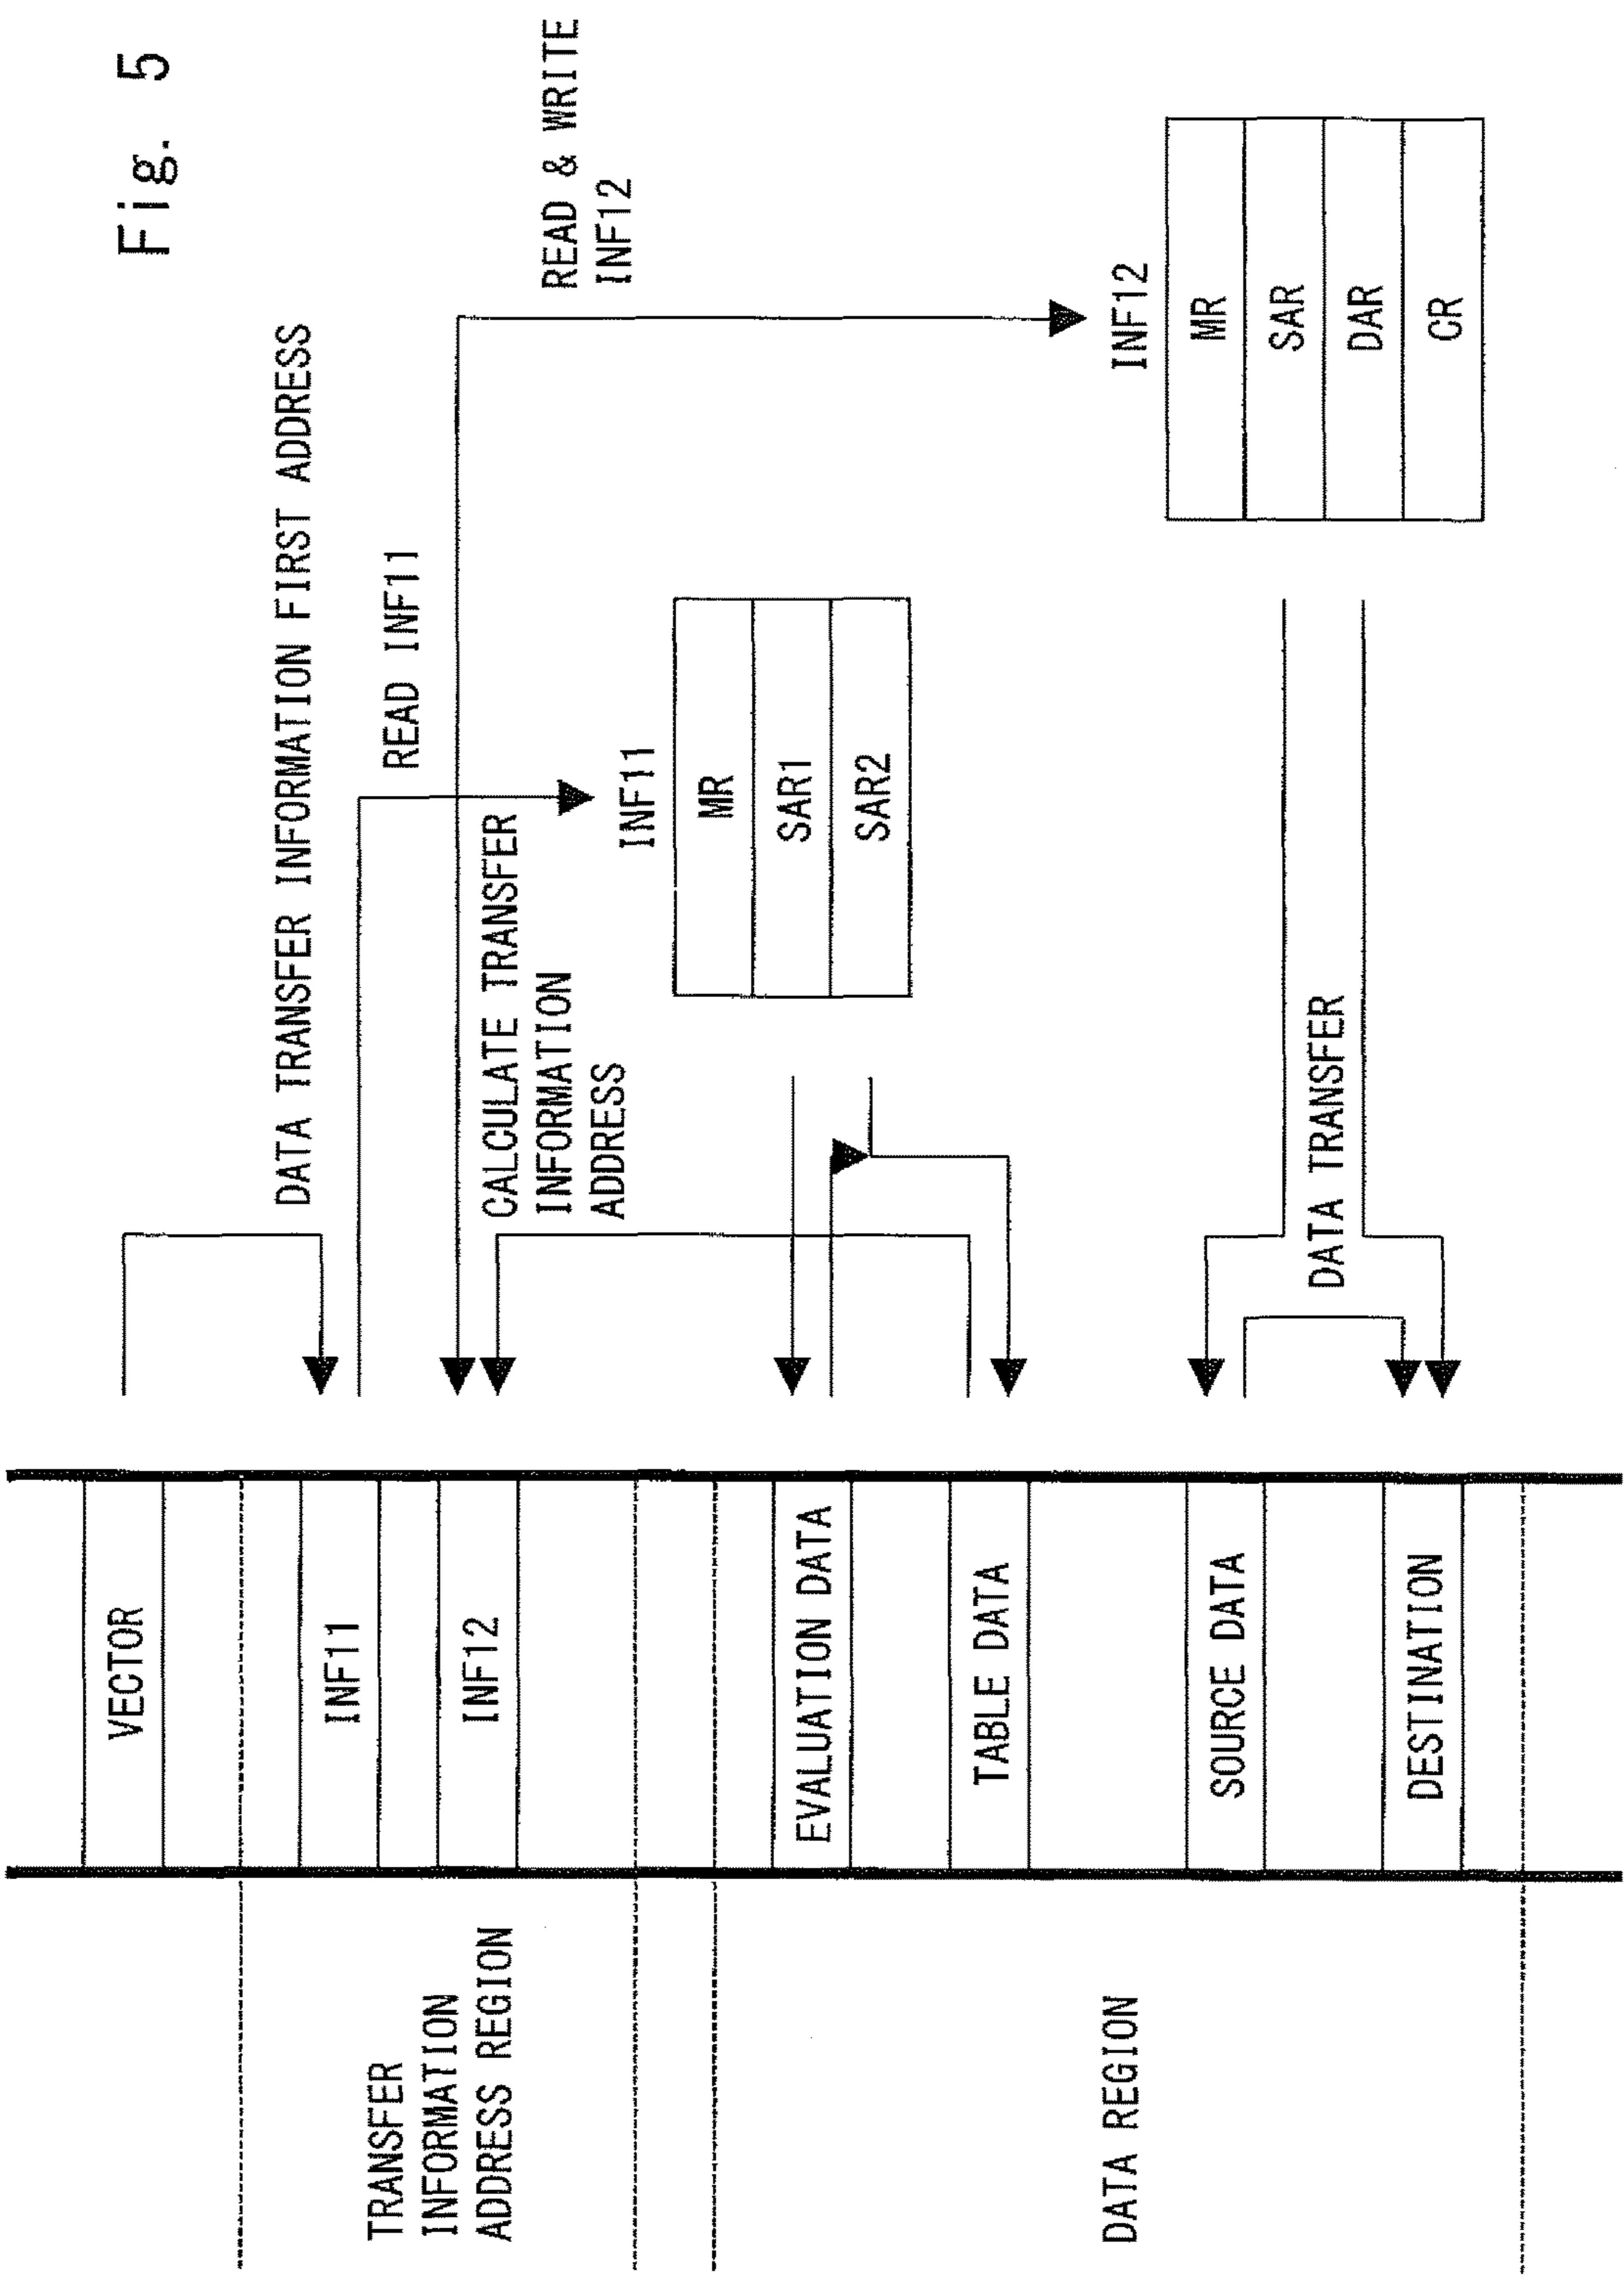 Fig. 5
TRANSFER
INFORMATION
ADDRESS REGION
DATA REGION
VECTOR
INF11
INF12
EVALUATION DATA
TABLE DATA
SOURCE DATA
DESTINATION
DATA TRANSFER INFORMATION FIRST ADDRESS
READ INF11
READ & WRITE
INF12
CALCULATE TRANSFER
INFORMATION
ADDRESS
INF11
MR
SAR1
SAR2
INF12
MR
SAR
DAR
CR
DATA TRANSFER